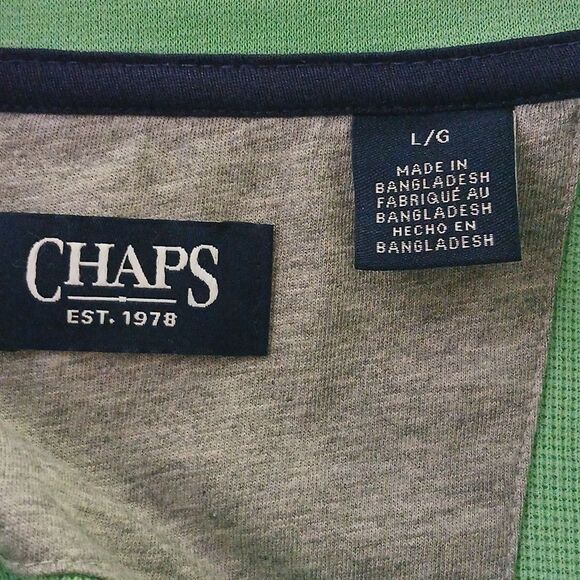 CHAPS
EST. 1978
L/G
MADE IN
BANGLADESH
FABRIQUÉ AU
BANGLADESH
HECHO EN
BANGLADESH